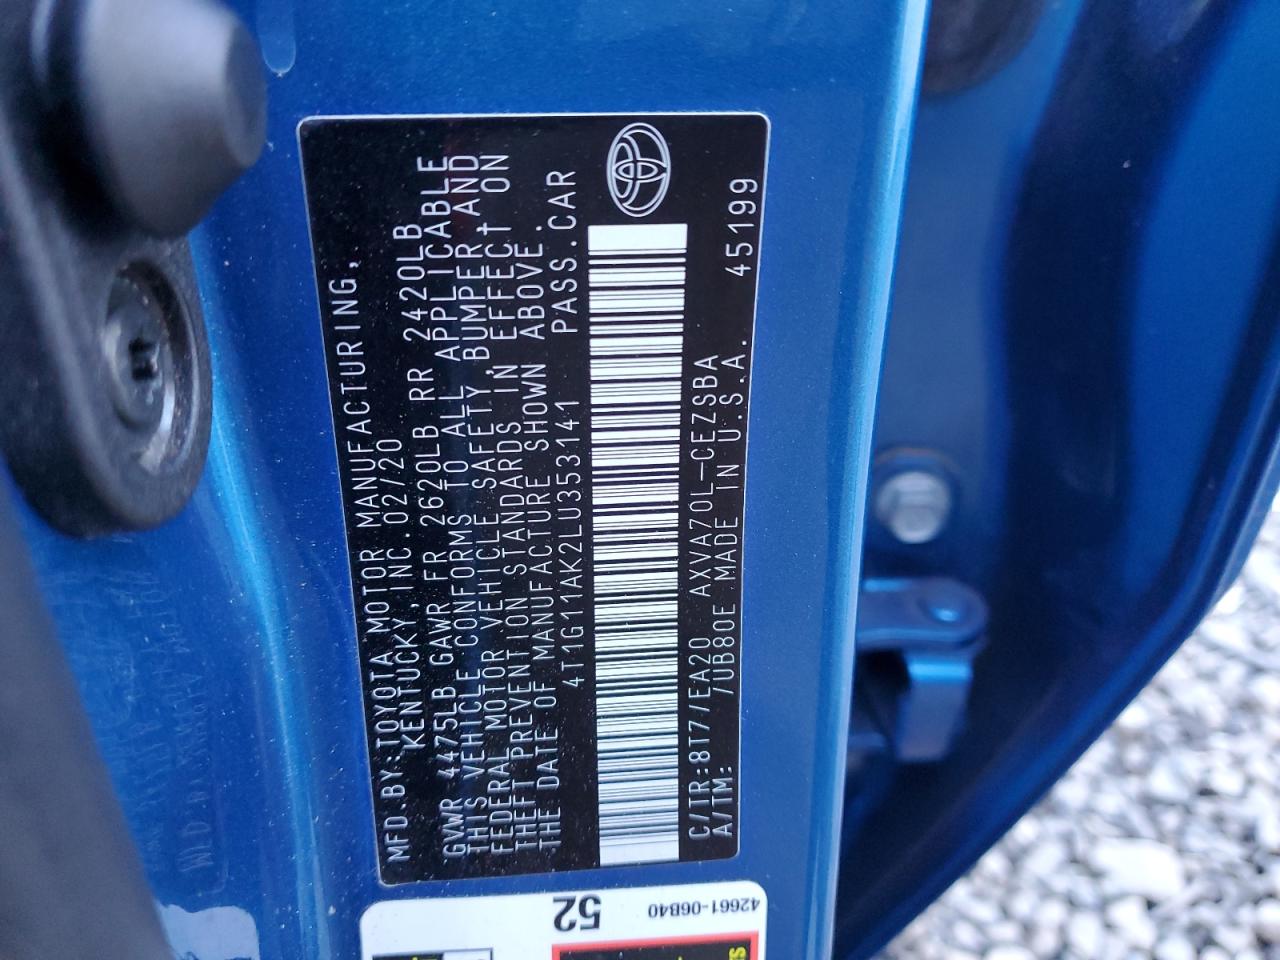 MFD.BY:TOYOTA MOTOR MANUFACTURING,
KENTUCKY,INC.02/20
GVWR 4475LB GAWR FR 2620LB RR 2420LB
THIS VEHICLE CONFORMS TO ALL APPLICABLE
FEDERAL MOTOR VEHICLE SAFETY,BUMPER,AND
THEFT PREVENTION STANDARDS IN EFFECT ON
THE DATE OF MANUFACTURE SHOWN ABOVE.
4T1G11AK2LU353141 PASS.CAR
C/TR:8T7/EA20 AXVA70L-CEZSBA
A/TM: /UB80E MADE IN U.S.A. 45199
52
42661-06B40